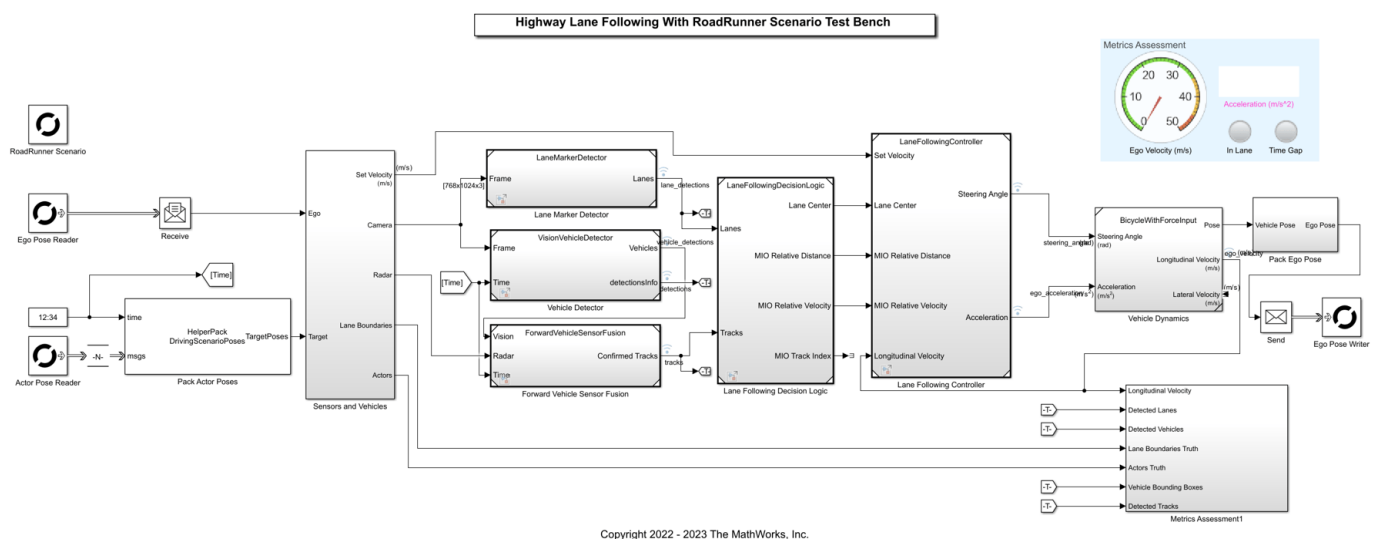 Highway Lane Following With RoadRunner Scenario Test Bench
Metrics Assessment
0
10
20
30
40
50
Ego Velocity (m/s)
Acceleration (m/s^2)
In Lane
Time Gap
RoadRunner Scenario
Ego Pose Reader
Receive
[Time]
12:34
Actor Pose Reader
-N-
time
msgs
HelperPack
DrivingScenarioPoses
TargetPoses
Pack Actor Poses
Ego
Target
Set Velocity
(m/s)
Camera
Radar
Lane Boundaries
Actors
Sensors and Vehicles
(m/s)
[768x1024x3]
LaneMarkerDetector
Frame
Lanes
Lane Marker Detector
lane_detections
-T-
VisionVehicleDetector
Frame
Vehicles
Time
detectionsInfo
Vehicle Detector
vehicle_detections
detections
-T-
[Time]
ForwardVehicleSensorFusion
Vision
Radar
Time
Confirmed Tracks
Forward Vehicle Sensor Fusion
tracks
-T-
LaneFollowingDecisionLogic
Lanes
Tracks
Lane Center
MIO Relative Distance
MIO Relative Velocity
MIO Track Index
Lane Following Decision Logic
LaneFollowingController
Set Velocity
Lane Center
MIO Relative Distance
MIO Relative Velocity
Longitudinal Velocity
Steering Angle
Acceleration
Lane Following Controller
steering_angle
(rad)
ego_acceleration
(m/s²)
BicycleWithForceInput
Steering Angle
(rad)
Acceleration
(m/s²)
Pose
Longitudinal Velocity
(m/s)
Lateral Velocity
(m/s)
Vehicle Dynamics
ego_velocity
(m/s)
(m/s)
Vehicle Pose
Ego Pose
Pack Ego Pose
Send
Ego Pose Writer
-T-
-T-
-T-
-T-
Longitudinal Velocity
Detected Lanes
Detected Vehicles
Lane Boundaries Truth
Actors Truth
Vehicle Bounding Boxes
Detected Tracks
Metrics Assessment1
Copyright 2022 - 2023 The MathWorks, Inc.